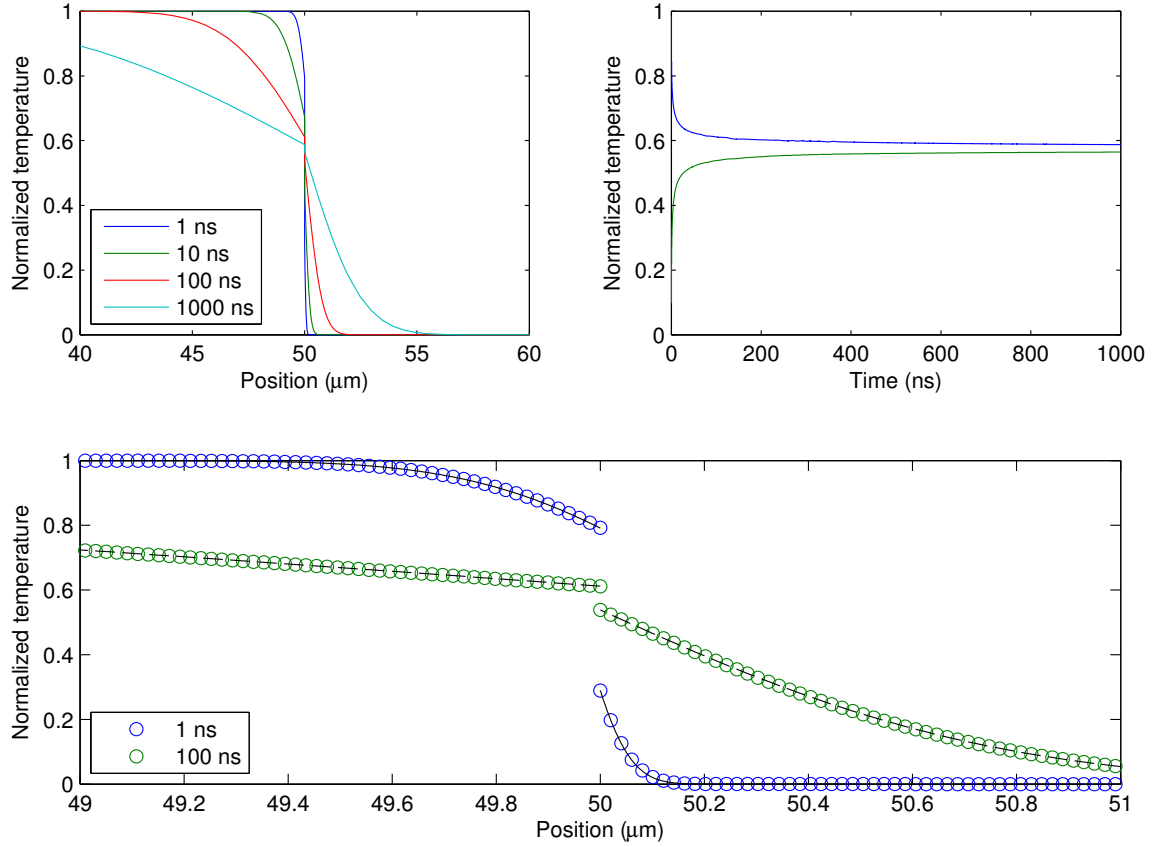 Normalized temperature
1
0.8
0.6
0.4
0.2
0
40 45 50 55 60
Position (μm)
1 ns
10 ns
100 ns
1000 ns
Normalized temperature
1
0.8
0.6
0.4
0.2
0
0 200 400 600 800 1000
Time (ns)
Normalized temperature
1
0.8
0.6
0.4
0.2
0
49 49.2 49.4 49.6 49.8 50 50.2 50.4 50.6 50.8 51
Position (μm)
1 ns
100 ns